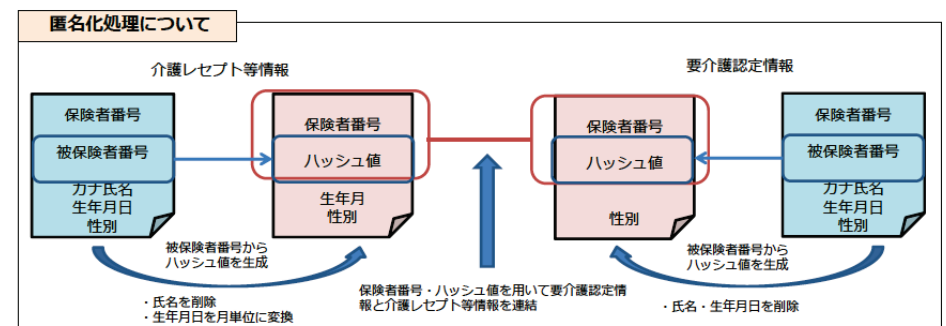 匿名化処理について
介護レセプト等情報
要介護認定情報
保険者番号
被保険者番号
カナ氏名
生年月日
性別
保険者番号
ハッシュ値
生年月
性別
保険者番号
ハッシュ値
性別
保険者番号
被保険者番号
カナ氏名
生年月日
性別
被保険者番号から
ハッシュ値を生成
・氏名を削除
・生年月日を月単位に変換
保険者番号・ハッシュ値を用いて要介護認定情
報と介護レセプト等情報を連結
被保険者番号から
ハッシュ値を生成
・氏名・生年月日を削除